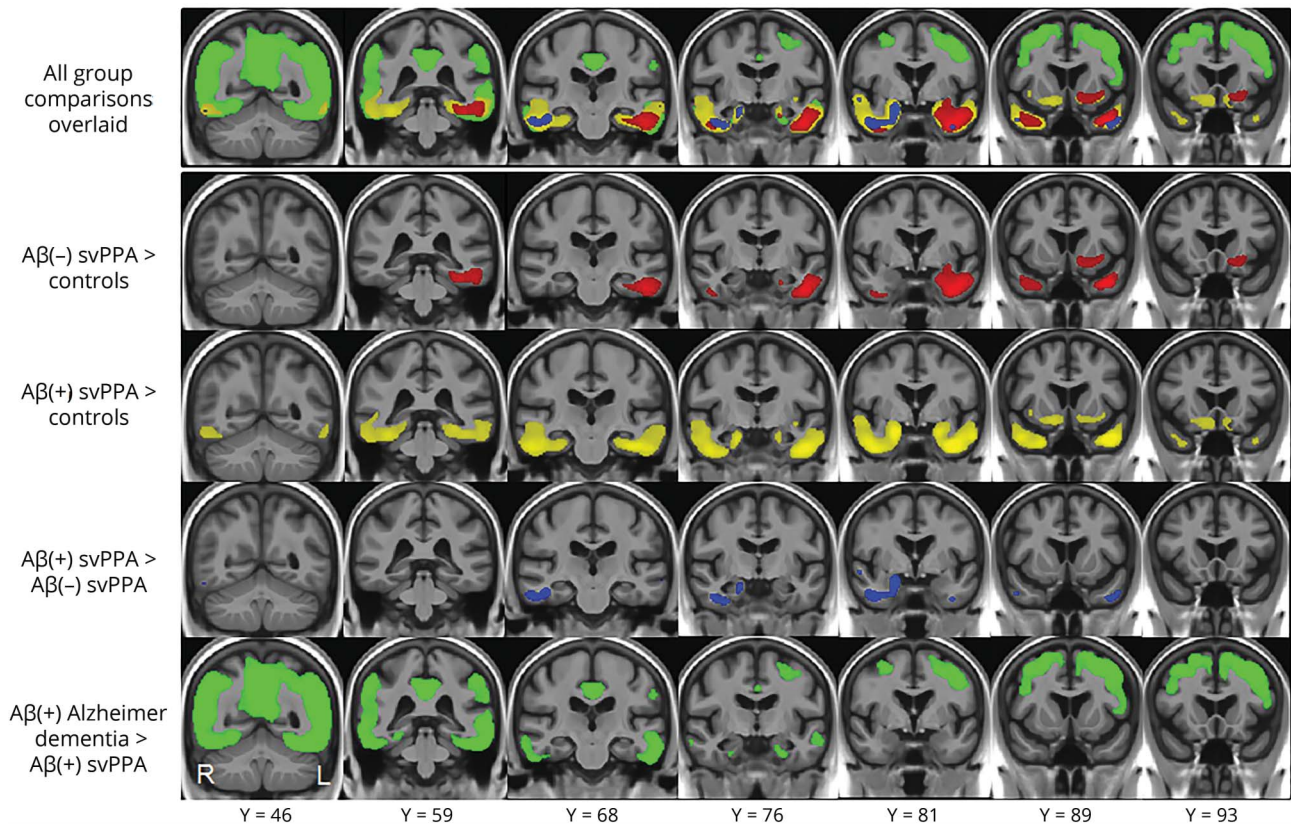 All group
comparisons
overlaid
Aβ(–) svPPA >
controls
Aβ(+) svPPA >
controls
Aβ(+) svPPA >
Aβ(–) svPPA
Aβ(+) Alzheimer
dementia >
Aβ(+) svPPA
R L
Y = 46 Y = 59 Y = 68 Y = 76 Y = 81 Y = 89 Y = 93